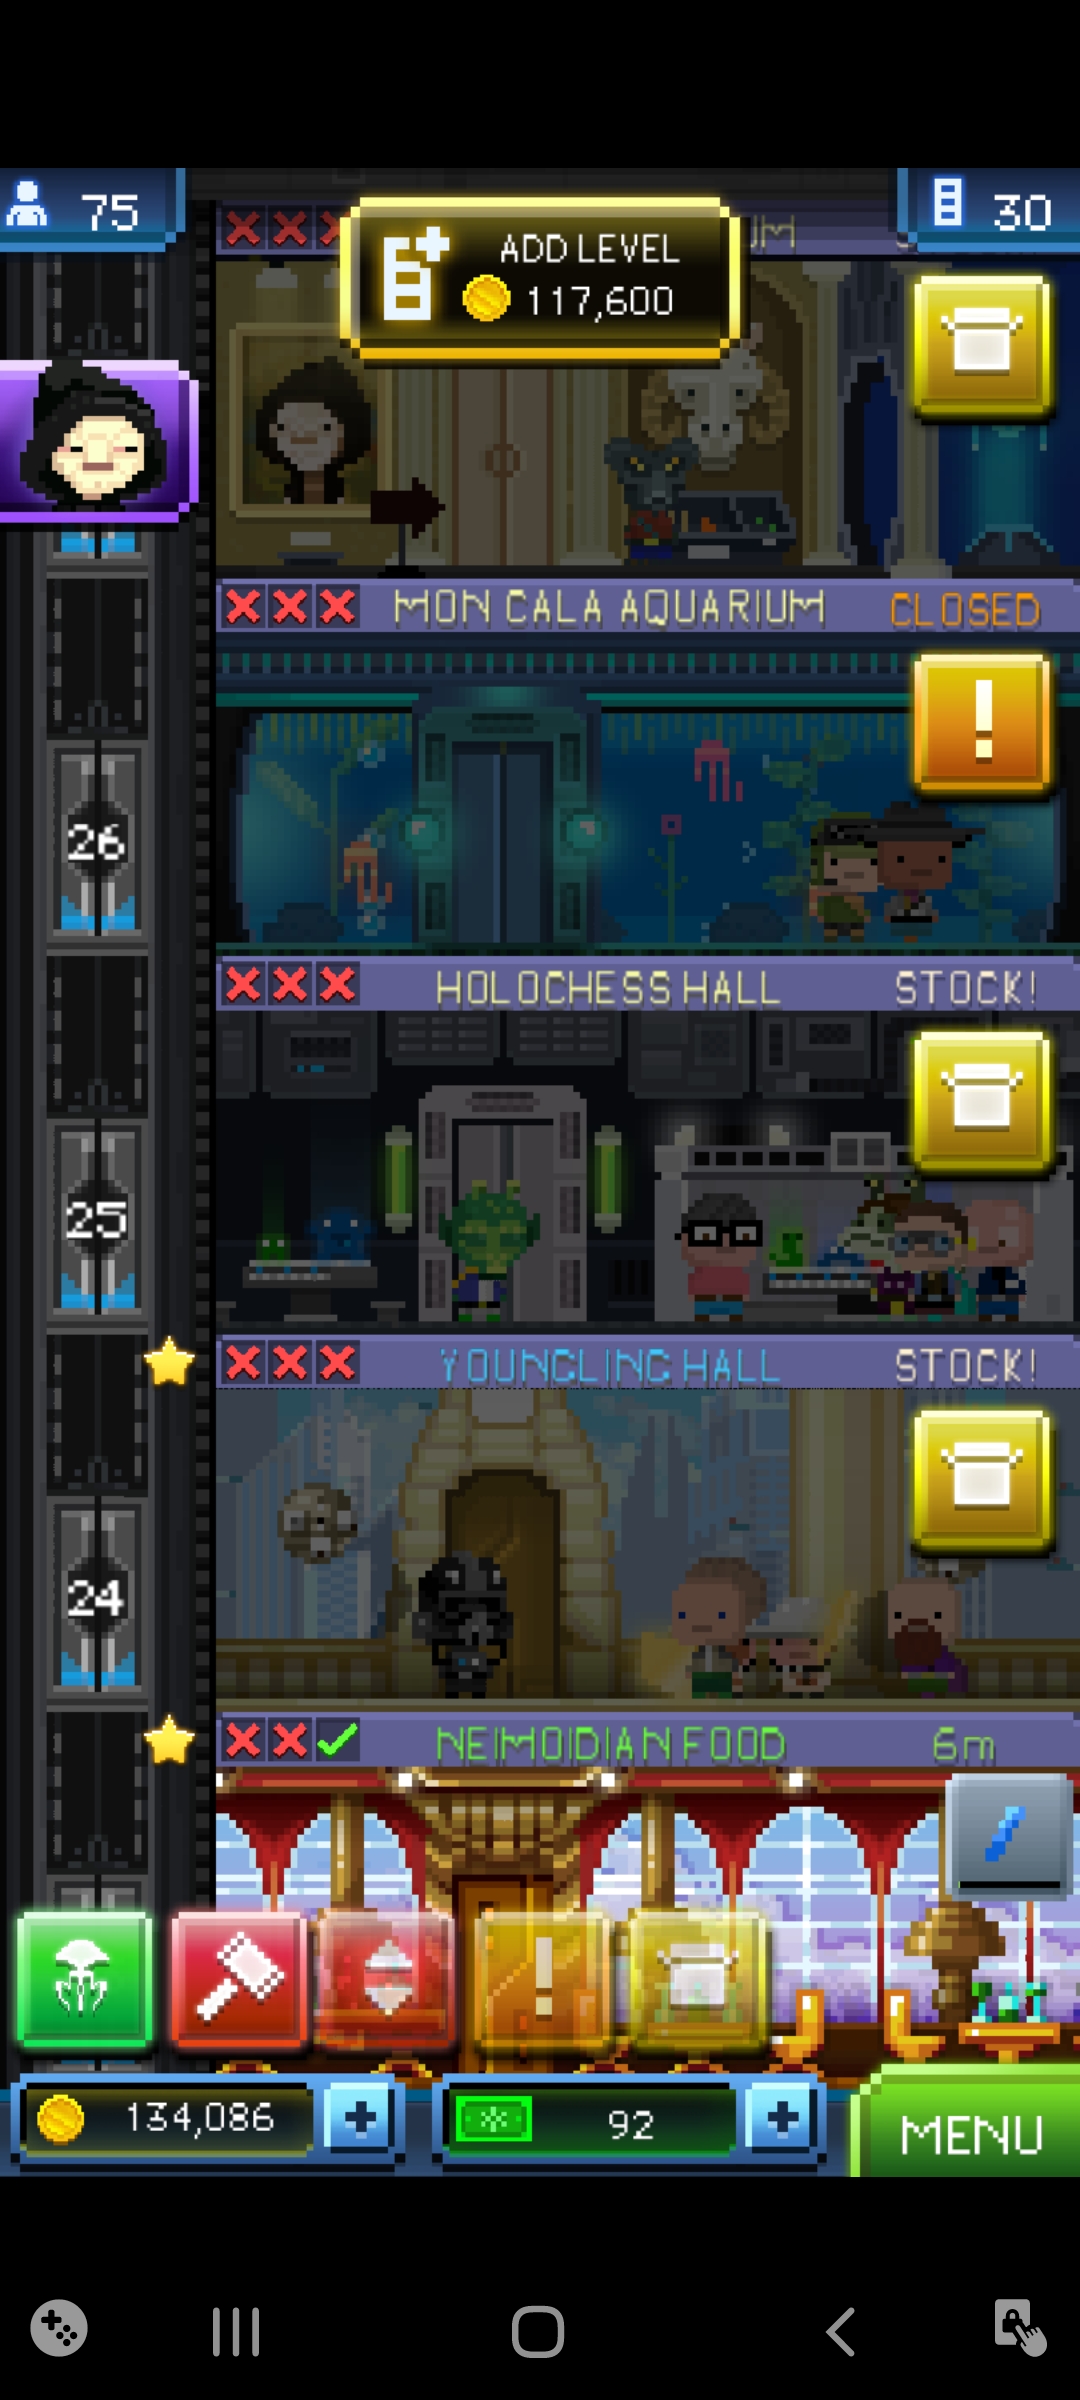 75
30
UM
ADD LEVEL
117,600
MON CALA AQUARIUM CLOSED
!
26
HOLOCHESS HALL STOCK!
25
YOUNGLING HALL STOCK!
24
NEIMOIDIAN FOOD 6m
!
134,086 + 92 +
MENU